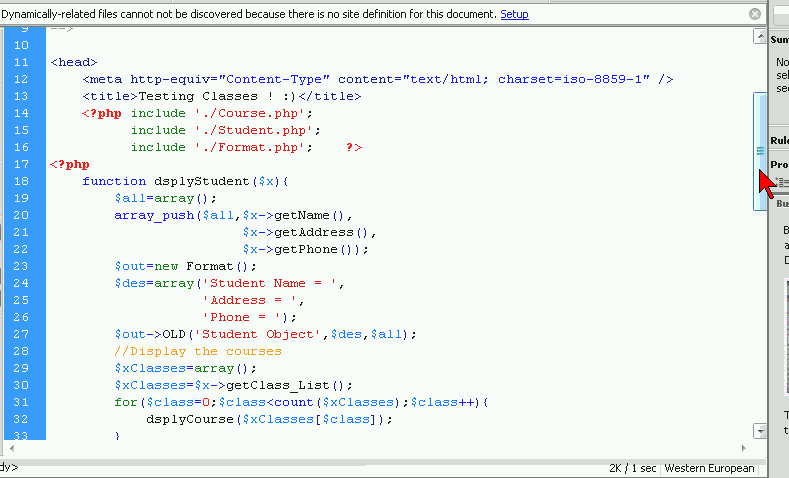 Dynamically-related files cannot not be discovered because there is no site definition for this document. Setup
9 -->
10
11 <head>
12 <meta http-equiv="Content-Type" content="text/html; charset=iso-8859-1" />
13 <title>Testing Classes ! :)</title>
14 <?php include './Course.php';
15 include './Student.php';
16 include './Format.php'; ?>
17 <?php
18 function dsplyStudent($x){
19 $all=array();
20 array_push($all,$x->getName(),
21 $x->getAddress(),
22 $x->getPhone());
23 $out=new Format();
24 $des=array('Student Name = ',
25 'Address = ',
26 'Phone = ');
27 $out->OLD('Student Object',$des,$all);
28 //Display the courses
29 $xClasses=array();
30 $xClasses=$x->getClass_List();
31 for($class=0;$class<count($xClasses);$class++){
32 dsplyCourse($xClasses[$class]);
33 }
dy>
2K / 1 sec Western European
Sum
No
sel
sec
Rule
Pro
Bus
B
a
D
T
t